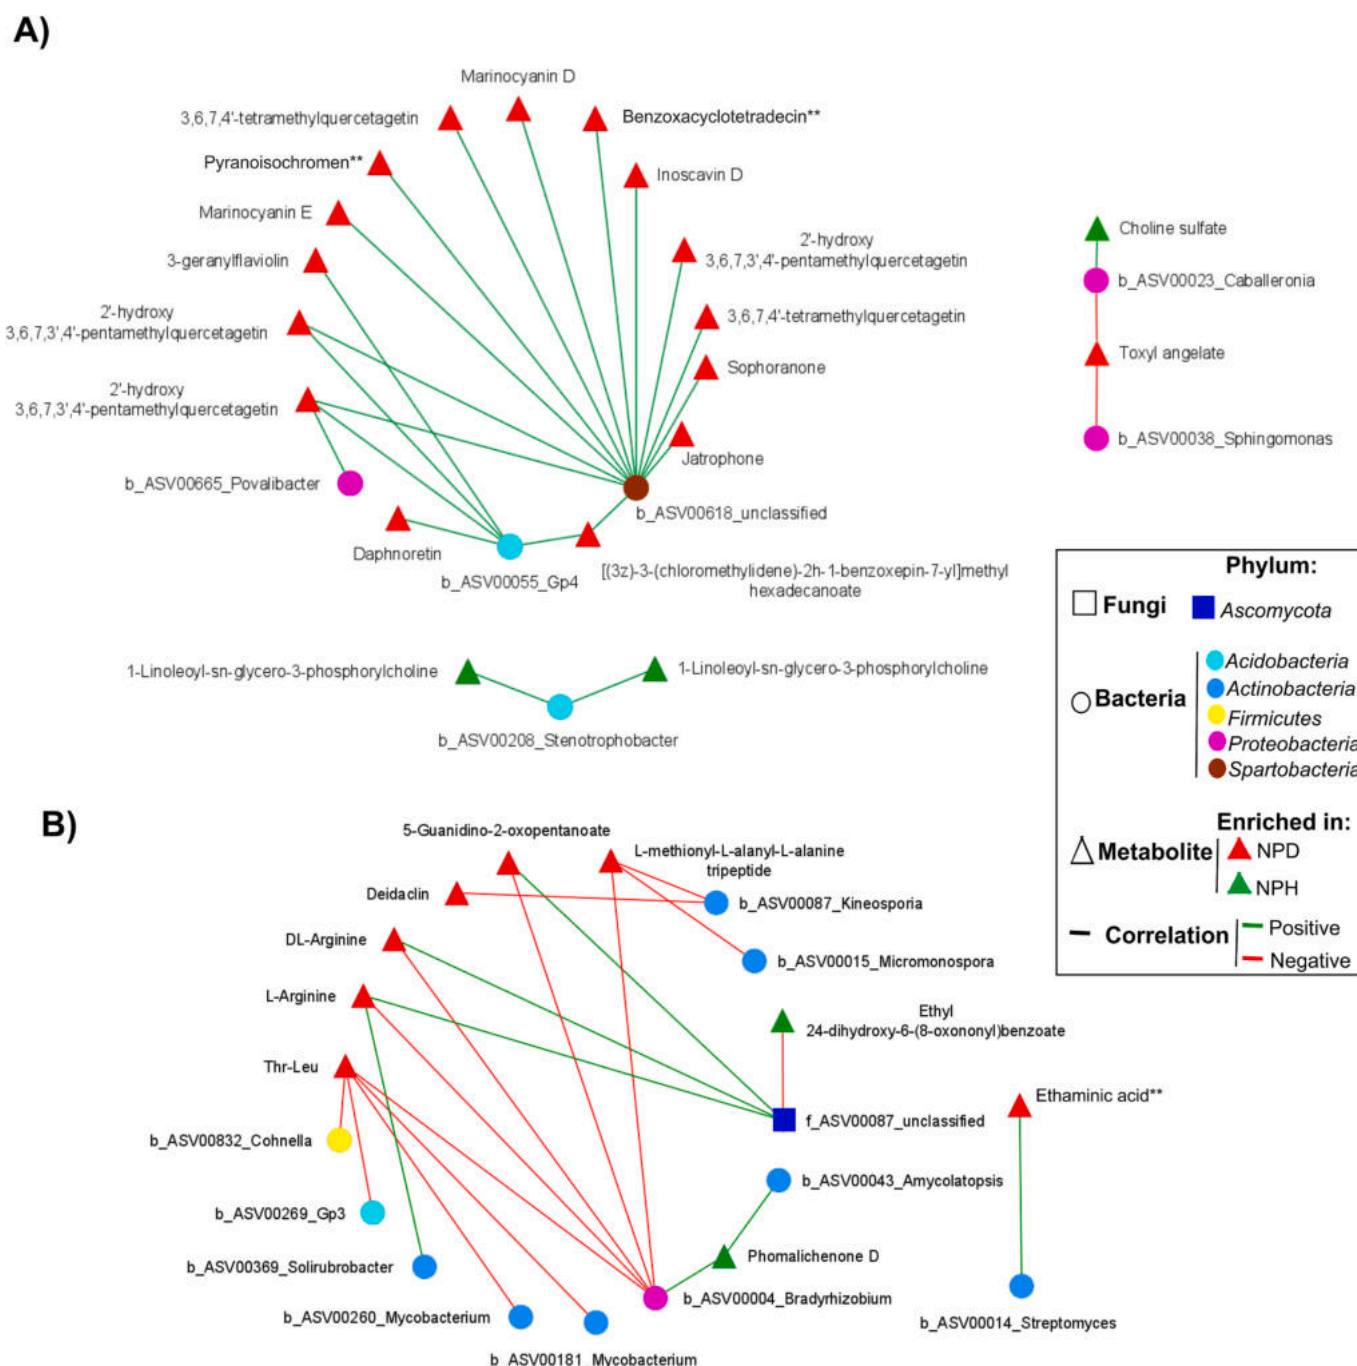 A)
Marinocyanin D
3,6,7,4'-tetramethylquercetagetin
Benzoxacyclotetradecin**
Pyranoisochromen**
Inoscavin D
Marinocyanin E
Choline sulfate
3-geranylflaviolin
2'-hydroxy
3,6,7,3',4'-pentamethylquercetagetin
b_ASV00023_Caballeronia
2'-hydroxy
3,6,7,3',4'-pentamethylquercetagetin
3,6,7,4'-tetramethylquercetagetin
Toxyl angelate
2'-hydroxy
3,6,7,3',4'-pentamethylquercetagetin
Sophoranone
b_ASV00038_Sphingomonas
Jatrophone
b_ASV00665_Povalibacter
b_ASV00618_unclassified
Daphnoretin
b_ASV00055_Gp4
[(3z)-3-(chloromethylidene)-2h-1-benzoxepin-7-yl]methyl
hexadecanoate
1-Linoleoyl-sn-glycero-3-phosphorylcholine
1-Linoleoyl-sn-glycero-3-phosphorylcholine
b_ASV00208_Stenotrophobacter
Phylum:
Fungi
Ascomycota
Bacteria
Acidobacteria
Actinobacteria
Firmicutes
Proteobacteria
Spartobacteria
Enriched in:
Metabolite
NPD
NPH
Correlation
Positive
Negative
B)
5-Guanidino-2-oxopentanoate
L-methionyl-L-alanyl-L-alanine
tripeptide
Deidaclin
b_ASV00087_Kineosporia
DL-Arginine
b_ASV00015_Micromonospora
L-Arginine
Ethyl
24-dihydroxy-6-(8-oxononyl)benzoate
Thr-Leu
Ethaminic acid**
f_ASV00087_unclassified
b_ASV00832_Cohnella
b_ASV00043_Amycolatopsis
b_ASV00269_Gp3
Phomalichenone D
b_ASV00369_Solirubrobacter
b_ASV00004_Bradyrhizobium
b_ASV00260_Mycobacterium
b_ASV00014_Streptomyces
b_ASV00181_Mycobacterium